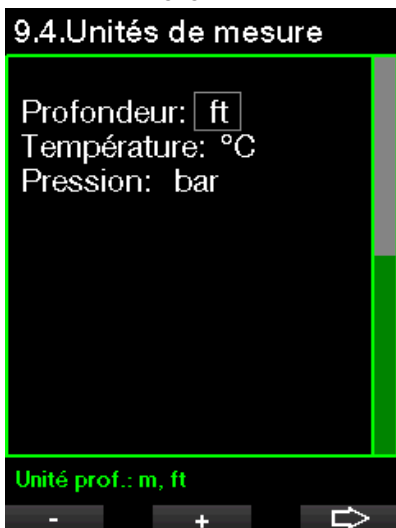 9.4.Unités de mesure
Profondeur: ft
Température: °C
Pression: bar
Unité prof.: m, ft
- + ⇨